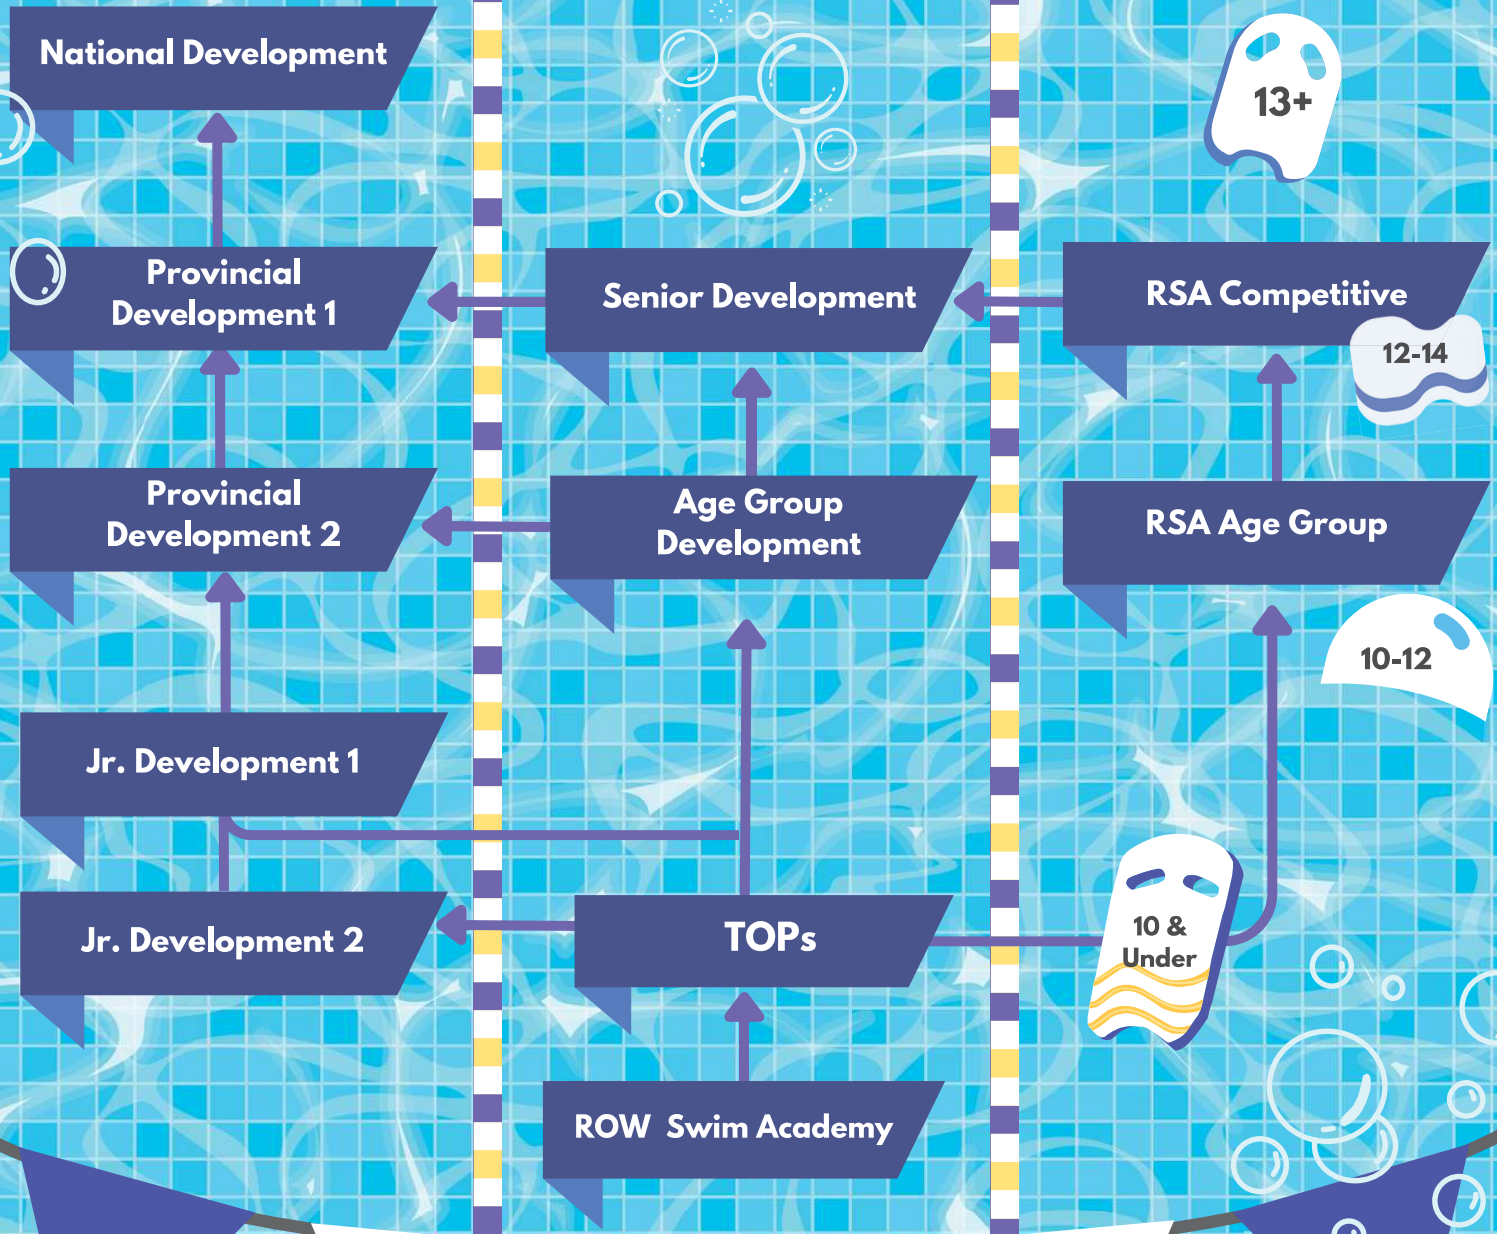 National Development
13+
Provincial
Development 1
Senior Development
RSA Competitive
12-14
Provincial
Development 2
Age Group
Development
RSA Age Group
10-12
Jr. Development 1
Jr. Development 2
TOPs
10 &
Under
ROW Swim Academy